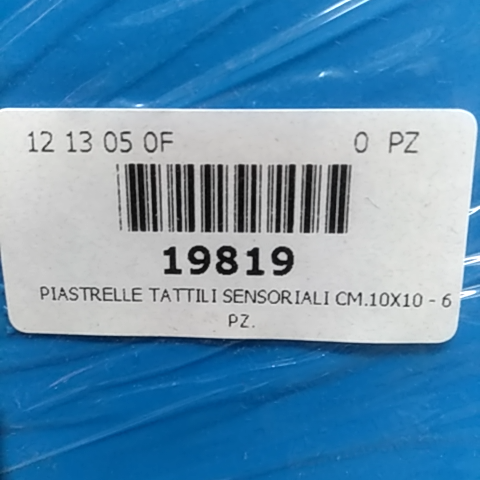 12 13 05 0F 0 PZ
19819
PIASTRELLE TATTILI SENSORIALI CM.10X10 - 6
PZ.